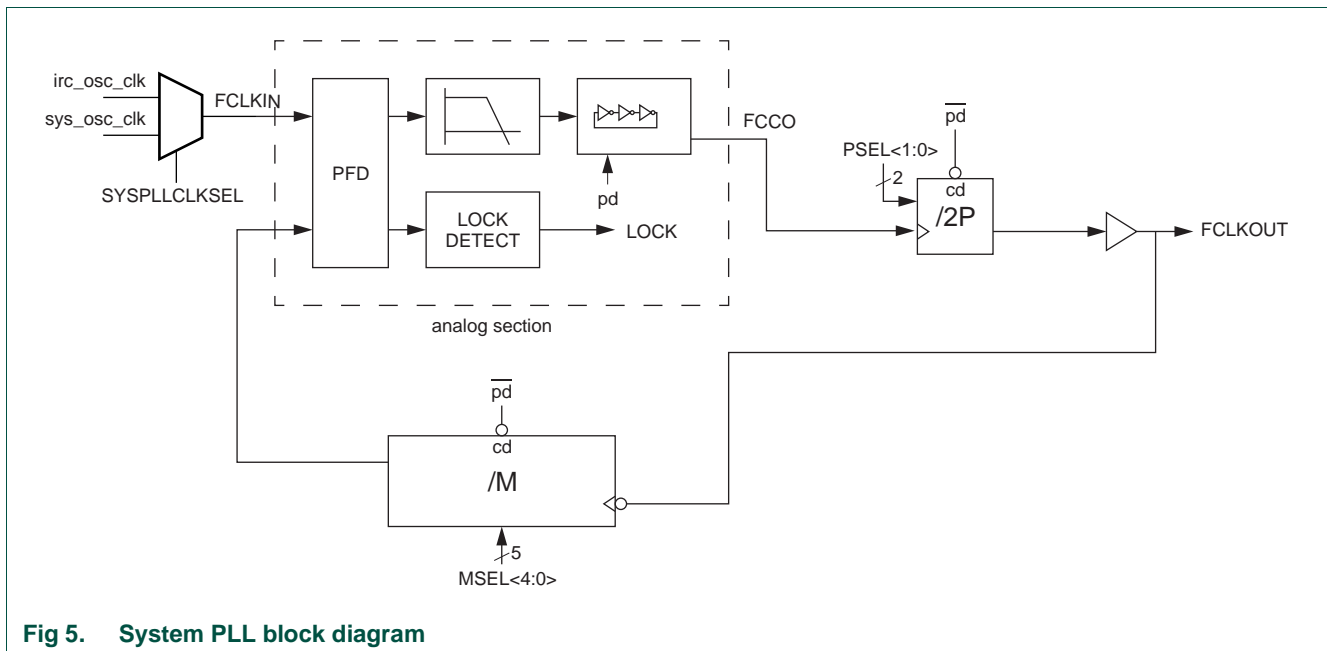 irc_osc_clk
sys_osc_clk
FCLKIN
SYSPLLCLKSEL
PFD
LOCK
DETECT
LOCK
pd
FCCO
analog section
pd
PSEL<1:0>
2
cd
/2P
FCLKOUT
pd
cd
/M
5
MSEL<4:0>
Fig 5. System PLL block diagram